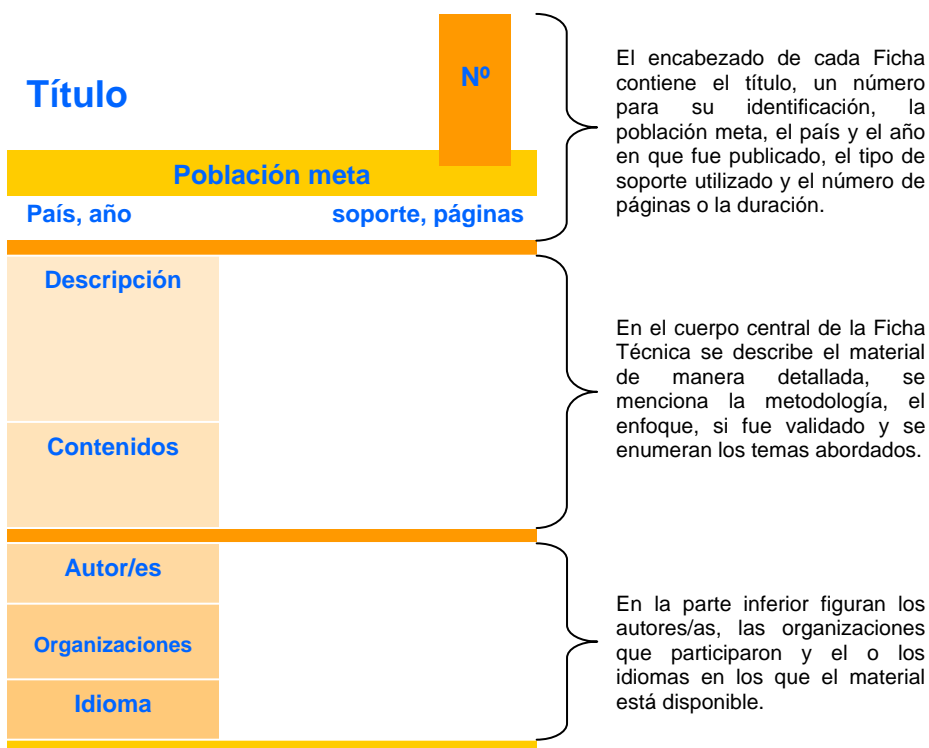 Título
Nº
Población meta
País, año
soporte, páginas
El encabezado de cada Ficha
contiene el título, un número
para su identificación, la
población meta, el país y el año
en que fue publicado, el tipo de
soporte utilizado y el número de
páginas o la duración.
Descripción
Contenidos
En el cuerpo central de la Ficha
Técnica se describe el material
de manera detallada, se
menciona la metodología, el
enfoque, si fue validado y se
enumeran los temas abordados.
Autor/es
Organizaciones
Idioma
En la parte inferior figuran los
autores/as, las organizaciones
que participaron y el o los
idiomas en los que el material
está disponible.